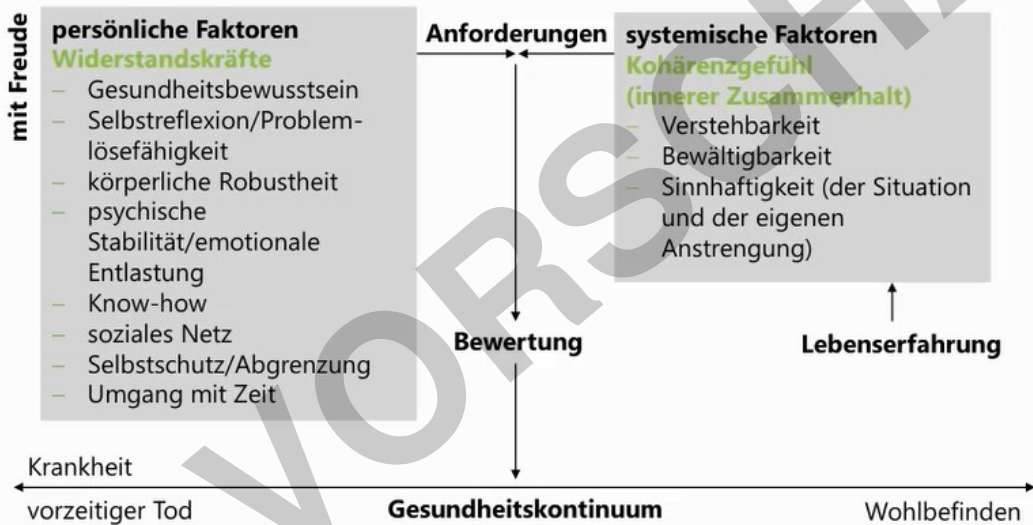 mit Freude
persönliche Faktoren
Widerstandskräfte
– Gesundheitsbewusstsein
– Selbstreflexion/Problem-
lösefähigkeit
– körperliche Robustheit
– psychische
Stabilität/emotionale
Entlastung
– Know-how
– soziales Netz
– Selbstschutz/Abgrenzung
– Umgang mit Zeit
Anforderungen
systemische Faktoren
Kohärenzgefühl
(innerer Zusammenhalt)
– Verstehbarkeit
– Bewältigbarkeit
– Sinnhaftigkeit (der Situation
und der eigenen
Anstrengung)
Bewertung
Lebenserfahrung
Krankheit
vorzeitiger Tod
Gesundheitskontinuum
Wohlbefinden
VORSCHA